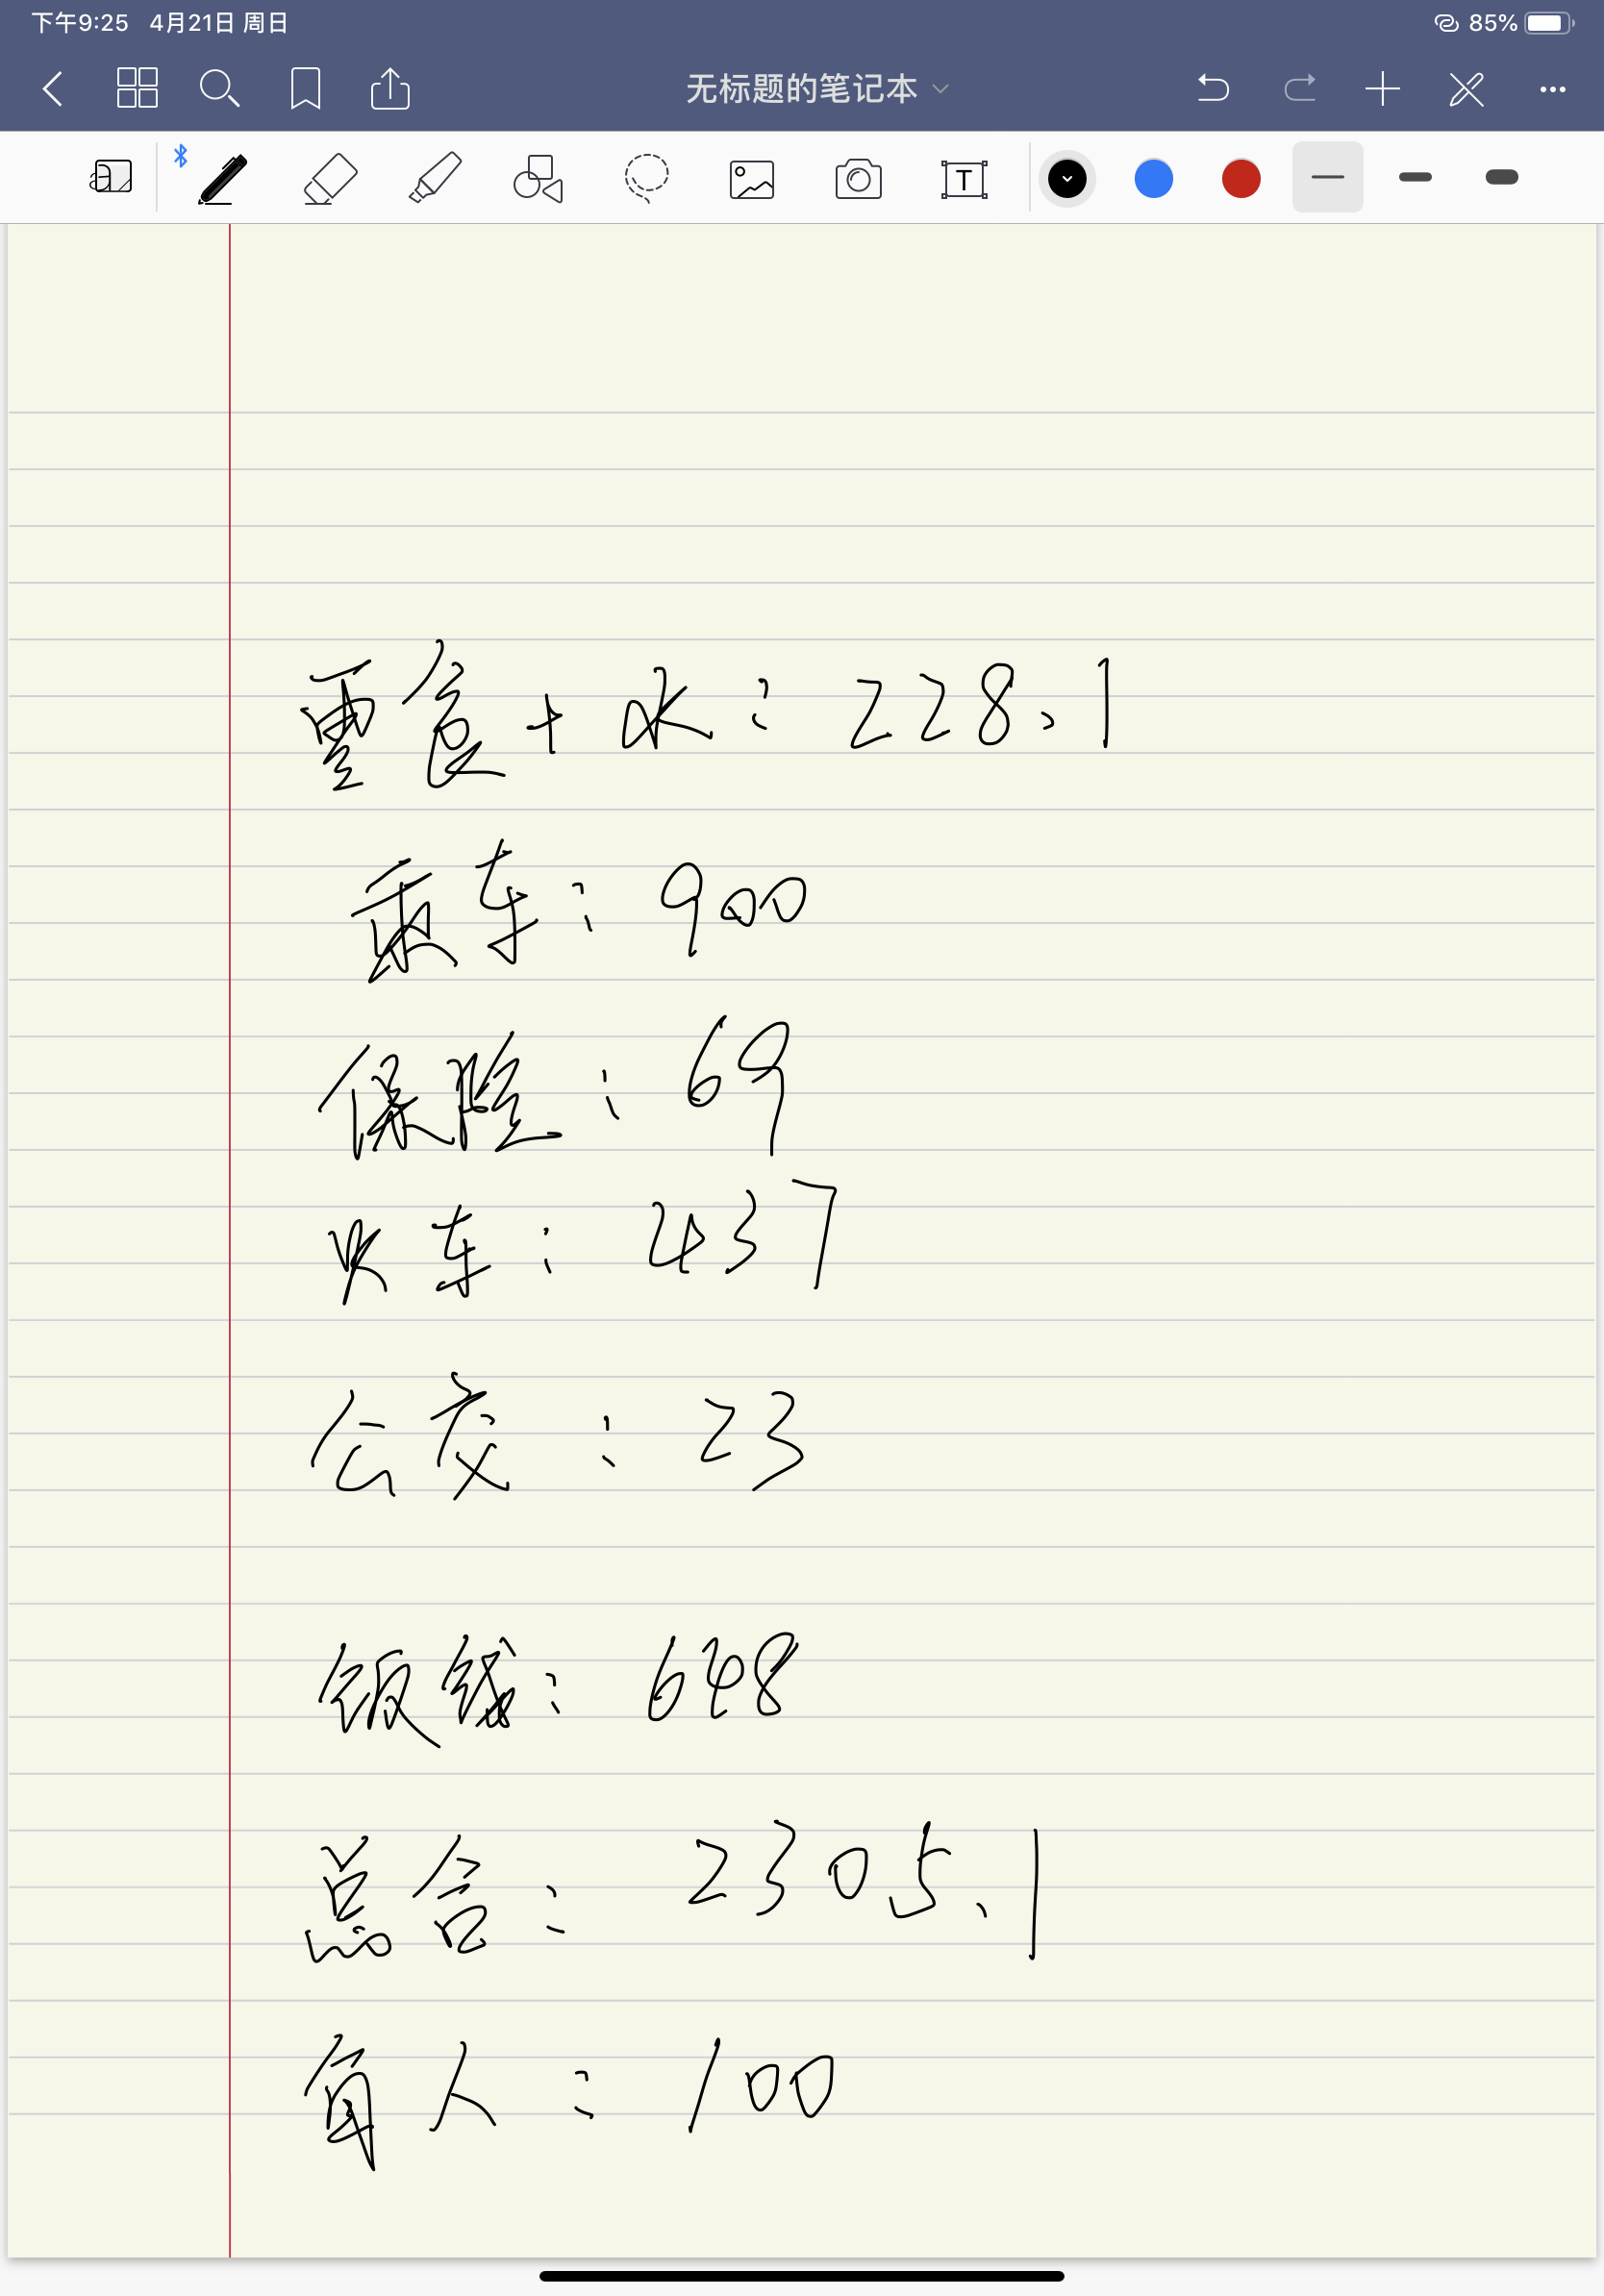 下午9:25 4月21日 周日 85%
无标题的笔记本
T
零食+水：228.1
乘车：900
保险：69
火车：437
公交：23
饭钱：648
总合：2305.1
每人：100